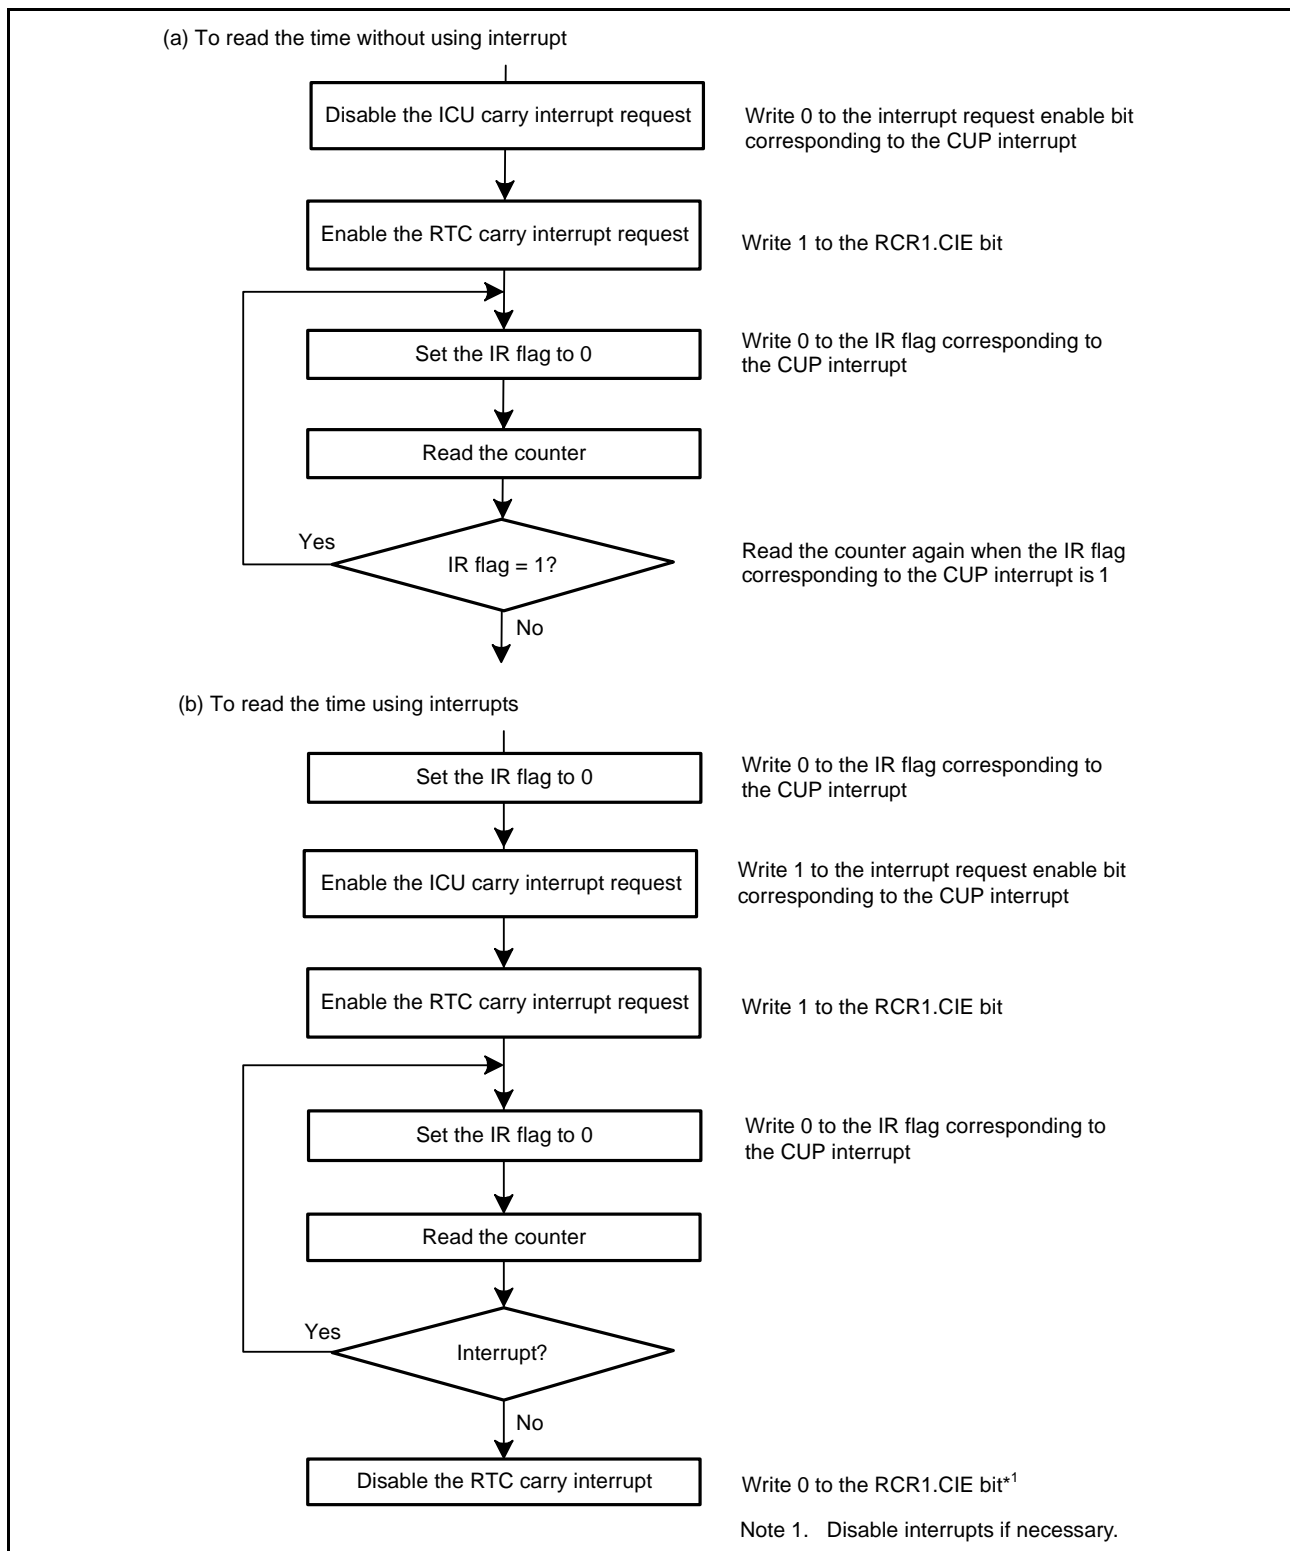 (a) To read the time without using interrupt
Disable the ICU carry interrupt request
Write 0 to the interrupt request enable bit
corresponding to the CUP interrupt
Enable the RTC carry interrupt request
Write 1 to the RCR1.CIE bit
Set the IR flag to 0
Write 0 to the IR flag corresponding to
the CUP interrupt
Read the counter
Yes
IR flag = 1?
Read the counter again when the IR flag
corresponding to the CUP interrupt is 1
No
(b) To read the time using interrupts
Set the IR flag to 0
Write 0 to the IR flag corresponding to
the CUP interrupt
Enable the ICU carry interrupt request
Write 1 to the interrupt request enable bit
corresponding to the CUP interrupt
Enable the RTC carry interrupt request
Write 1 to the RCR1.CIE bit
Set the IR flag to 0
Write 0 to the IR flag corresponding to
the CUP interrupt
Read the counter
Yes
Interrupt?
No
Disable the RTC carry interrupt
Write 0 to the RCR1.CIE bit*1
Note 1. Disable interrupts if necessary.